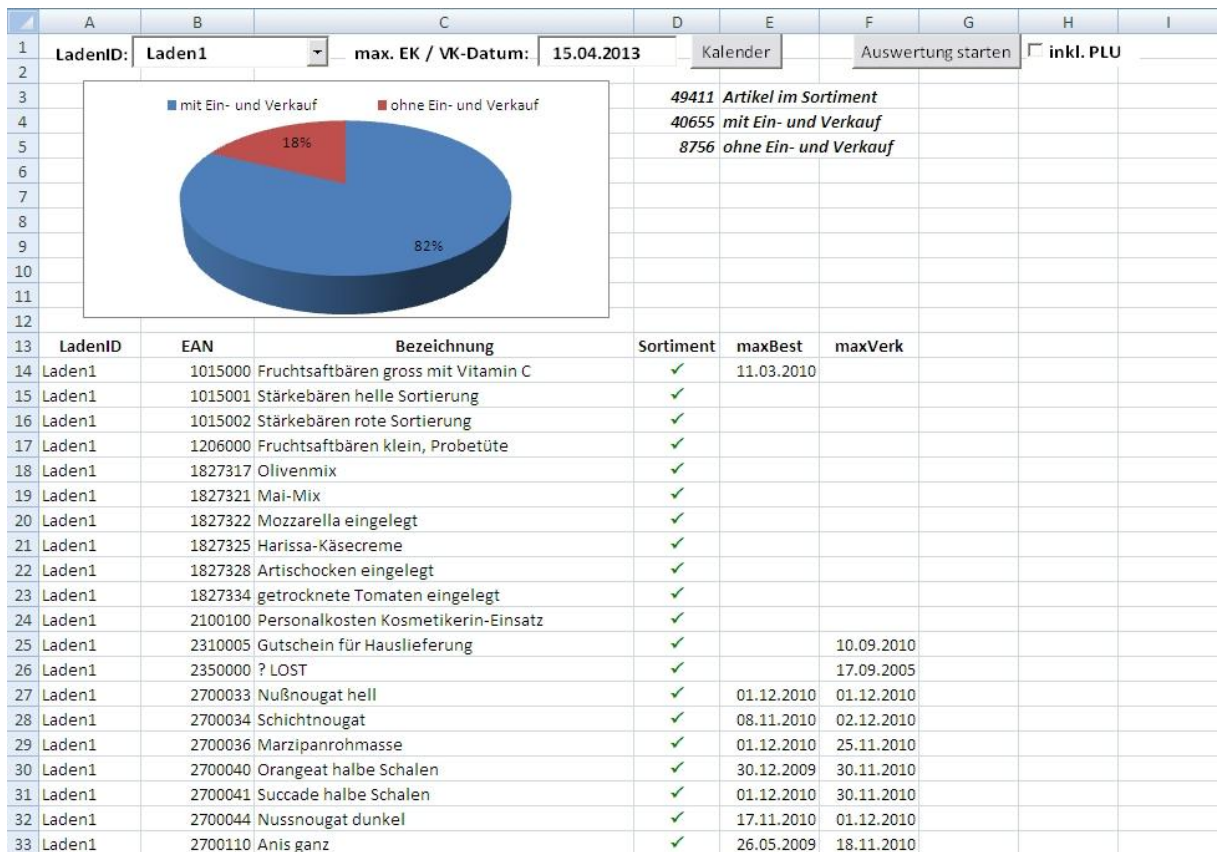 A B C D E F G H I
1 LadenID: Laden1 max. EK / VK-Datum: 15.04.2013 Kalender Auswertung starten inkl. PLU
2
3 mit Ein- und Verkauf ohne Ein- und Verkauf 49411 Artikel im Sortiment
4 40655 mit Ein- und Verkauf
5 18% 8756 ohne Ein- und Verkauf
6
7
8
9 82%
10
11
12
13 LadenID EAN Bezeichnung Sortiment maxBest maxVerk
14 Laden1 1015000 Fruchtsaftbären gross mit Vitamin C ✓ 11.03.2010
15 Laden1 1015001 Stärkebären helle Sortierung ✓
16 Laden1 1015002 Stärkebären rote Sortierung ✓
17 Laden1 1206000 Fruchtsaftbären klein, Probetüte ✓
18 Laden1 1827317 Olivenmix ✓
19 Laden1 1827321 Mai-Mix ✓
20 Laden1 1827322 Mozzarella eingelegt ✓
21 Laden1 1827325 Harissa-Käsecreme ✓
22 Laden1 1827328 Artischocken eingelegt ✓
23 Laden1 1827334 getrocknete Tomaten eingelegt ✓
24 Laden1 2100100 Personalkosten Kosmetikerin-Einsatz ✓
25 Laden1 2310005 Gutschein für Hauslieferung ✓ 10.09.2010
26 Laden1 2350000 ? LOST ✓ 17.09.2005
27 Laden1 2700033 Nußnougat hell ✓ 01.12.2010 01.12.2010
28 Laden1 2700034 Schichtnougat ✓ 08.11.2010 02.12.2010
29 Laden1 2700036 Marzipanrohmasse ✓ 01.12.2010 25.11.2010
30 Laden1 2700040 Orangeat halbe Schalen ✓ 30.12.2009 30.11.2010
31 Laden1 2700041 Succade halbe Schalen ✓ 01.12.2010 30.11.2010
32 Laden1 2700044 Nussnougat dunkel ✓ 17.11.2010 01.12.2010
33 Laden1 2700110 Anis ganz ✓ 26.05.2009 18.11.2010